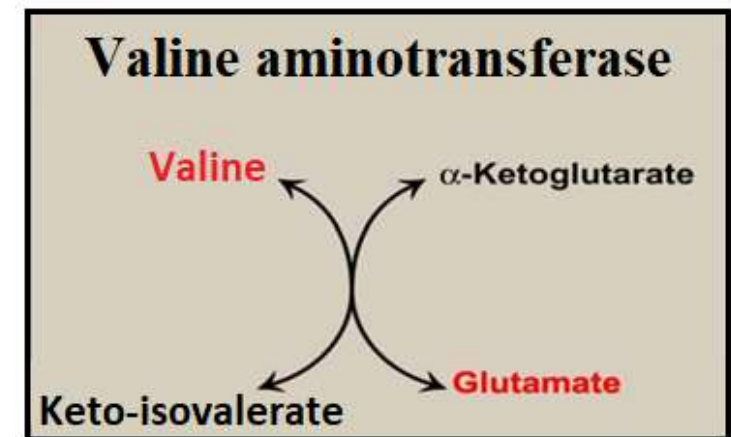 Valine aminotransferase
Valine
α-Ketoglutarate
Keto-isovalerate
Glutamate